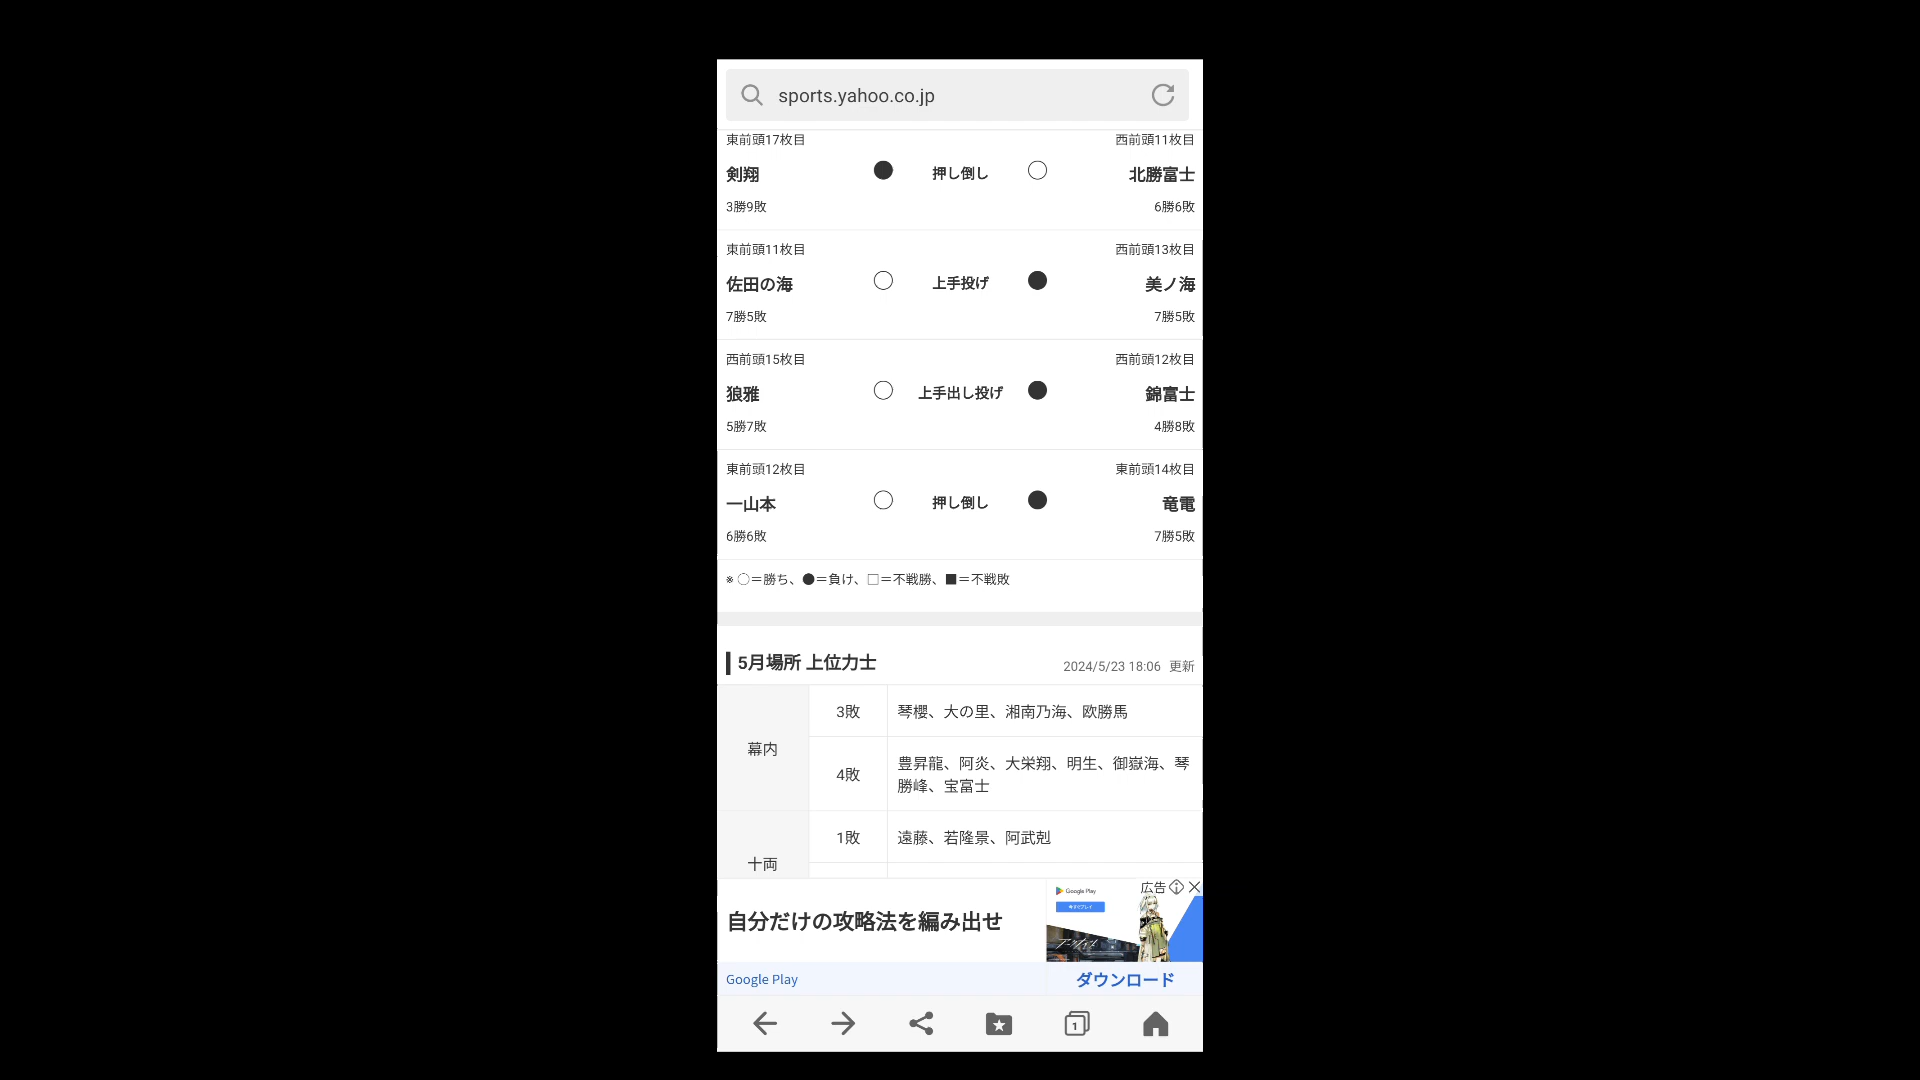 sports.yahoo.co.jp
東前頭17枚目 西前頭11枚目
剣翔 ● 押し倒し ○ 北勝富士
3勝9敗 6勝6敗
東前頭11枚目 西前頭13枚目
佐田の海 ○ 上手投げ ● 美ノ海
7勝5敗 7勝5敗
西前頭15枚目 西前頭12枚目
狼雅 ○ 上手出し投げ ● 錦富士
5勝7敗 4勝8敗
東前頭12枚目 東前頭14枚目
一山本 ○ 押し倒し ● 竜電
6勝6敗 7勝5敗
※ ○＝勝ち、●＝負け、□＝不戦勝、■＝不戦敗
5月場所 上位力士 2024/5/23 18:06 更新
幕内
3敗 琴櫻、大の里、湘南乃海、欧勝馬
4敗 豊昇龍、阿炎、大栄翔、明生、御嶽海、琴
勝峰、宝富士
十両
1敗 遠藤、若隆景、阿武剋
広告
Google Play
自分だけの攻略法を編み出せ
Google Play ダウンロード
1